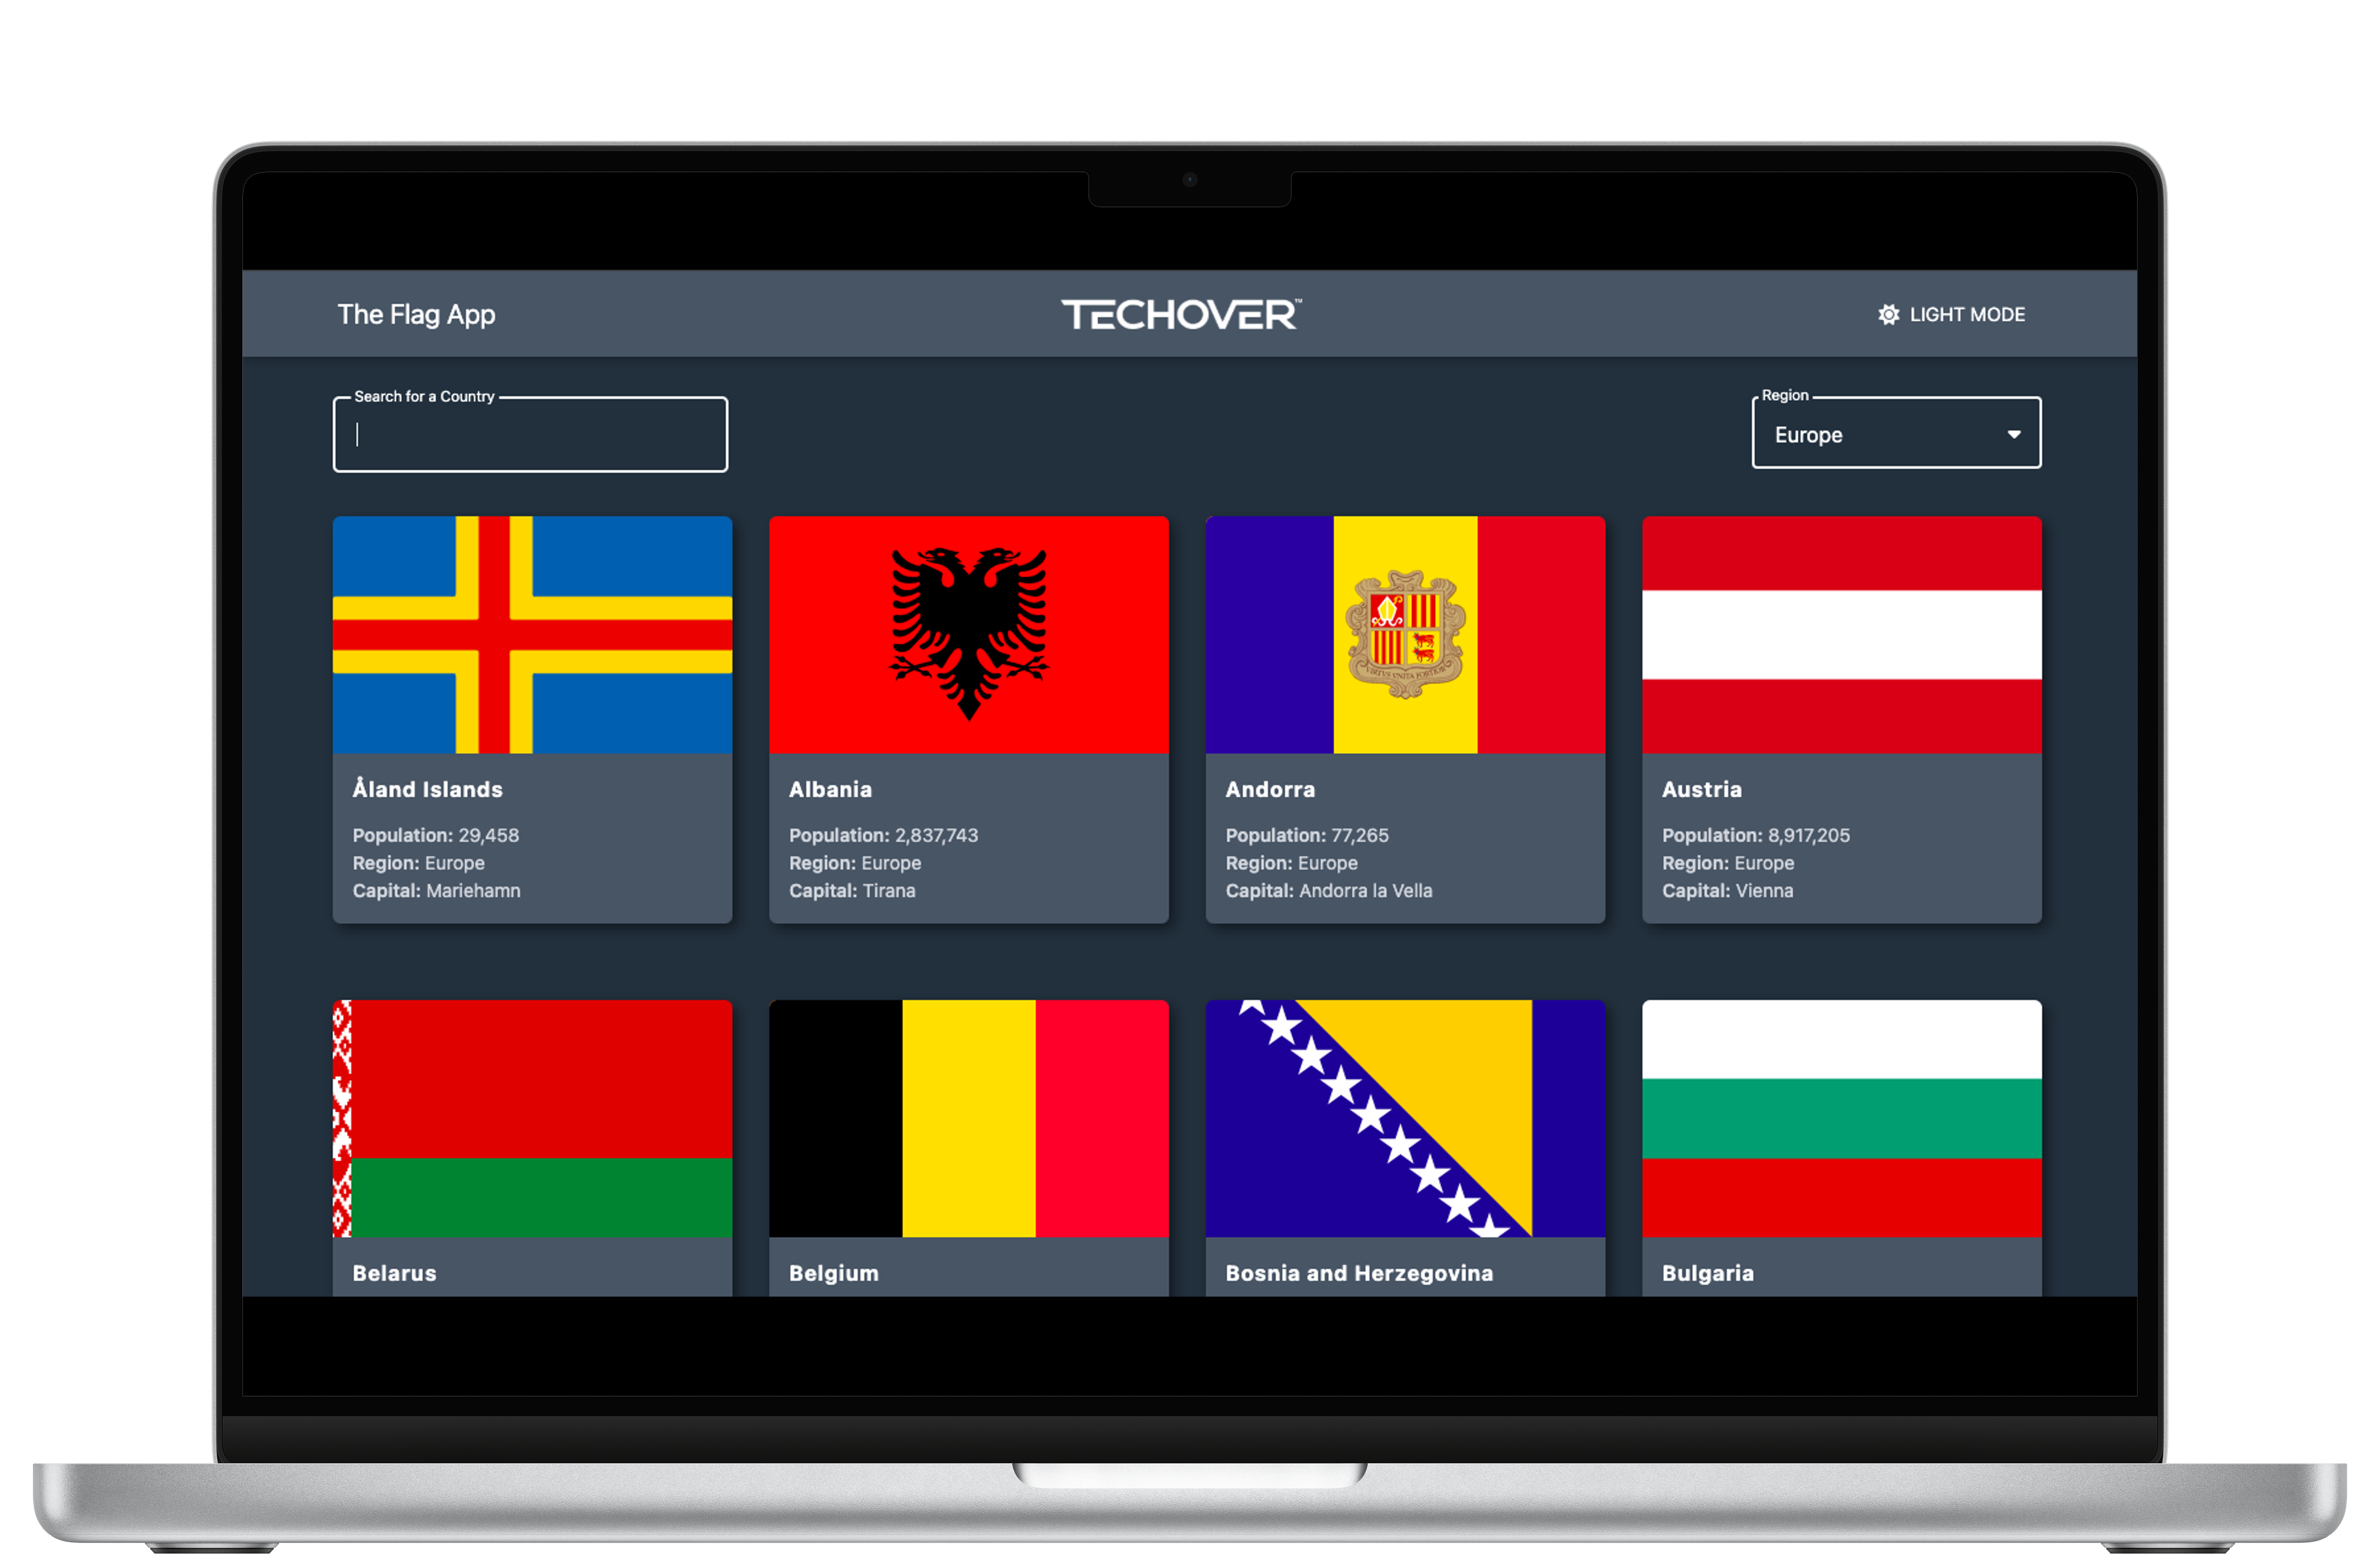 The Flag App
TECHOVER™
LIGHT MODE
Search for a Country
Region
Europe
VIRTUS UNITA FORTIOR
Åland Islands
Population: 29,458
Region: Europe
Capital: Mariehamn
Albania
Population: 2,837,743
Region: Europe
Capital: Tirana
Andorra
Population: 77,265
Region: Europe
Capital: Andorra la Vella
Austria
Population: 8,917,205
Region: Europe
Capital: Vienna
Belarus
Belgium
Bosnia and Herzegovina
Bulgaria